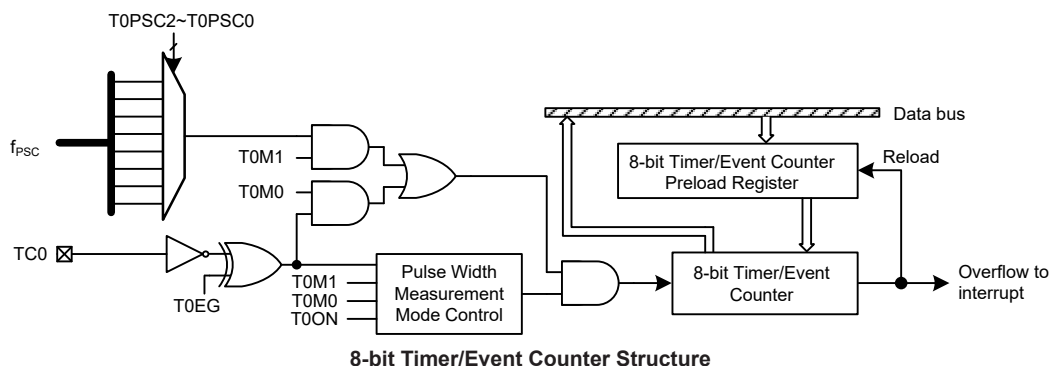 T0PSC2~T0PSC0
fPSC
T0M1
T0M0
TC0
T0EG
T0M1
T0M0
T0ON
Pulse Width
Measurement
Mode Control
Data bus
8-bit Timer/Event Counter
Preload Register
Reload
8-bit Timer/Event
Counter
Overflow to
interrupt
8-bit Timer/Event Counter Structure